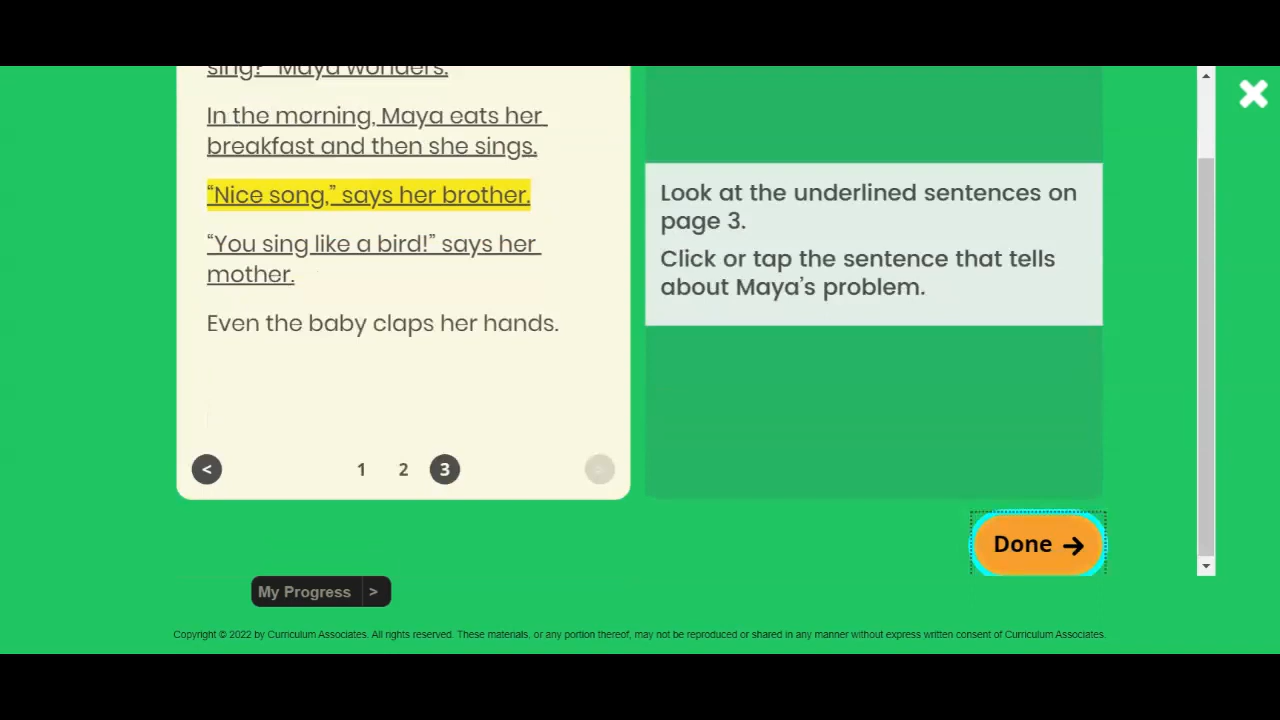 sing?” Maya wonders.
In the morning, Maya eats her
breakfast and then she sings.
“Nice song,” says her brother.
“You sing like a bird!” says her
mother.
Even the baby claps her hands.
< 1 2 3 >
Look at the underlined sentences on
page 3.
Click or tap the sentence that tells
about Maya’s problem.
Done →
My Progress >
Copyright © 2022 by Curriculum Associates. All rights reserved. These materials, or any portion thereof, may not be reproduced or shared in any manner without express written consent of Curriculum Associates.